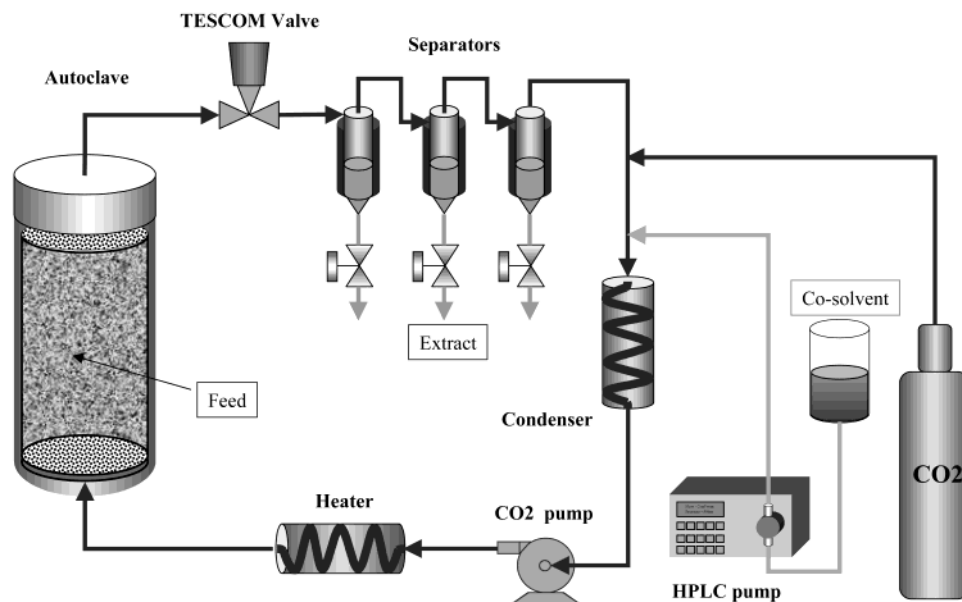 TESCOM Valve
Separators
Autoclave
Co-solvent
Extract
Feed
Condenser
CO2
Heater
CO2 pump
HPLC pump